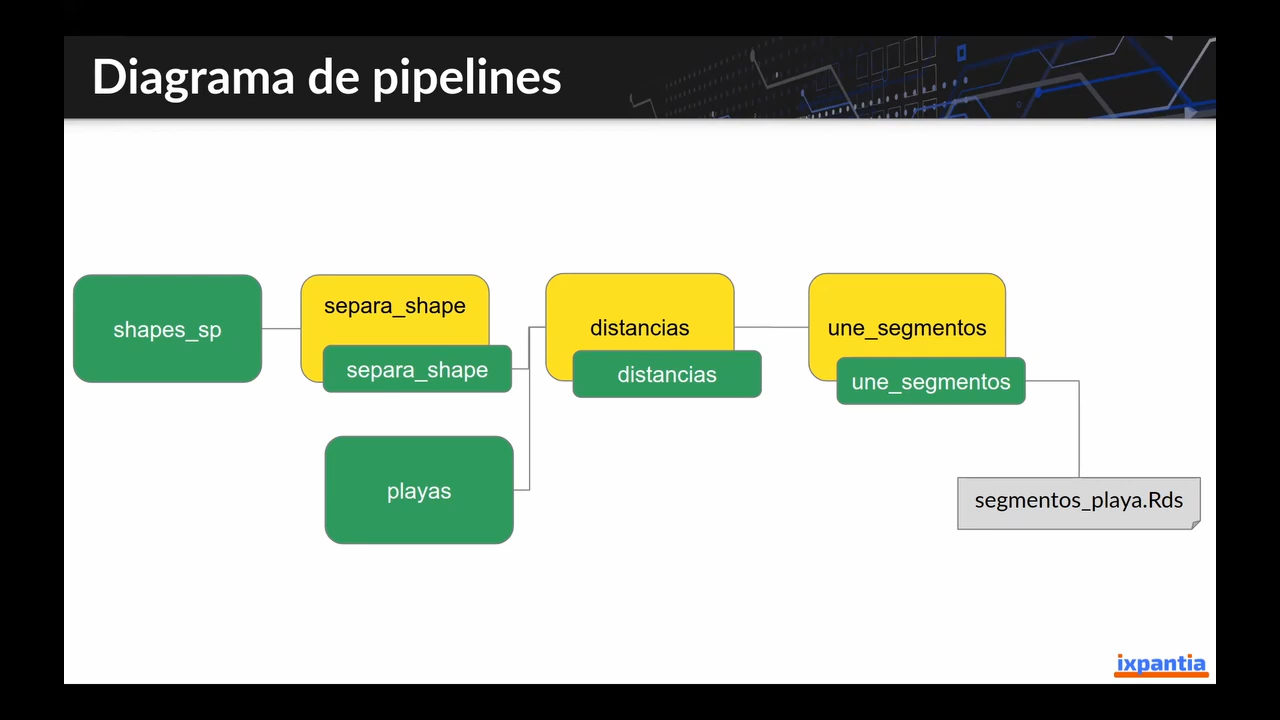 Diagrama de pipelines
shapes_sp
separa_shape
separa_shape
playas
distancias
distancias
une_segmentos
une_segmentos
segmentos_playa.Rds
ixpantia